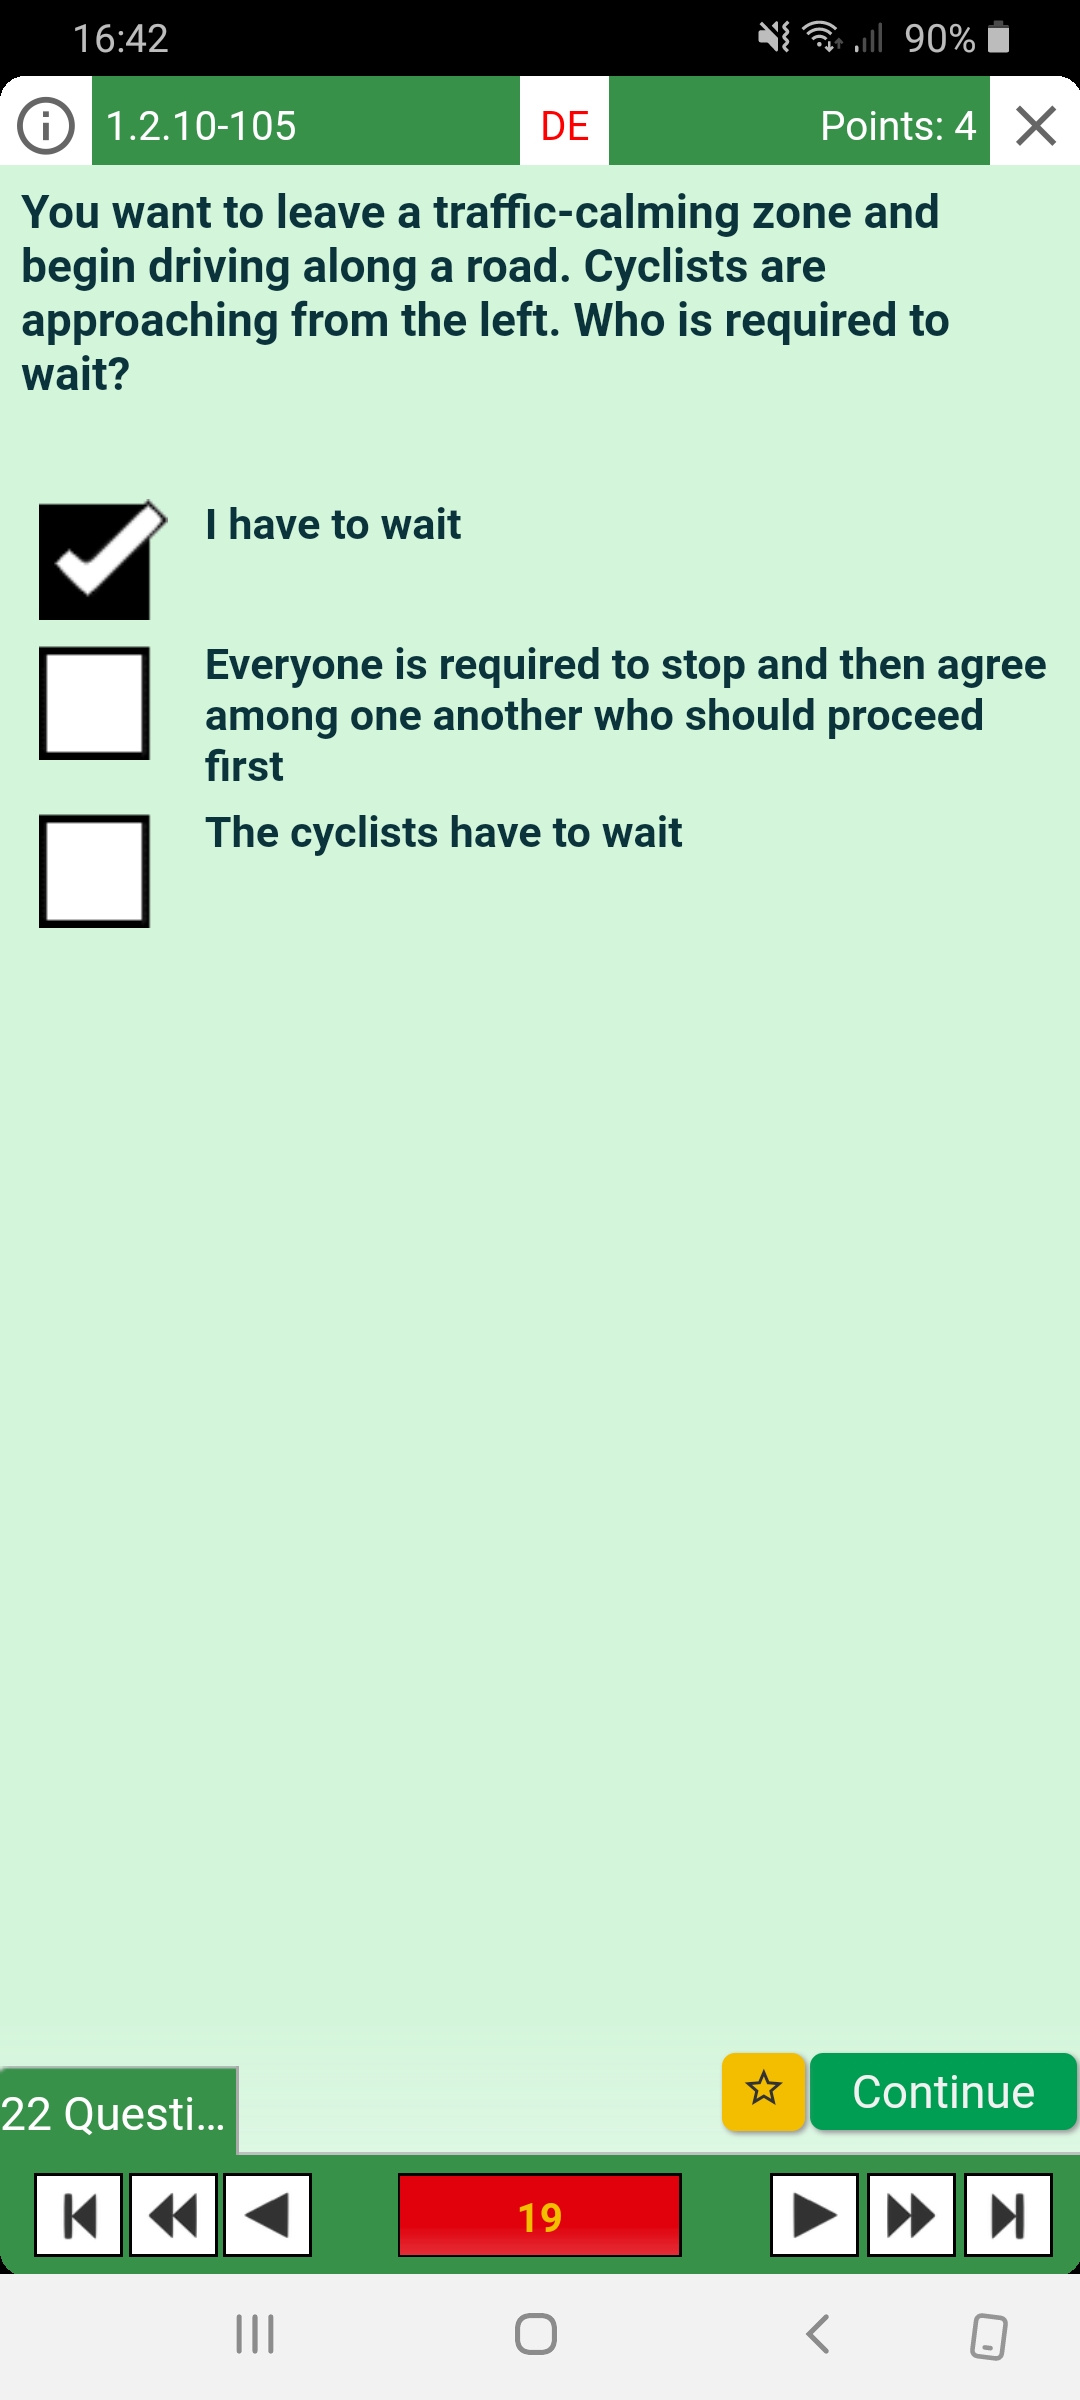 16:42
90%
1.2.10-105
DE
Points: 4
You want to leave a traffic-calming zone and
begin driving along a road. Cyclists are
approaching from the left. Who is required to
wait?
I have to wait
Everyone is required to stop and then agree
among one another who should proceed
first
The cyclists have to wait
Continue
22 Questi...
19